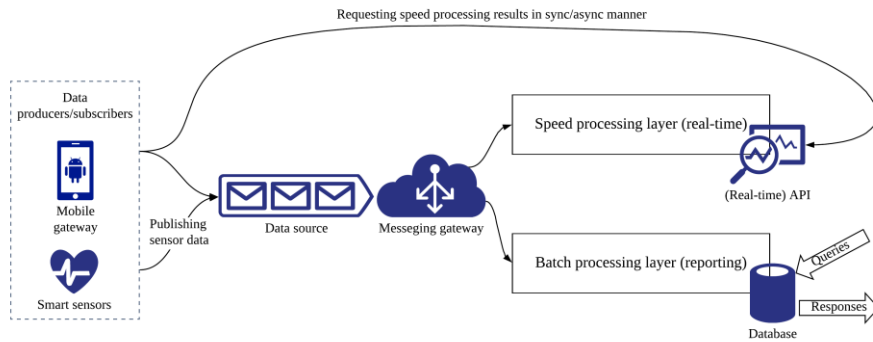 Requesting speed processing results in sync/async manner
Data
producers/subscribers
Mobile
gateway
Smart sensors
Publishing
sensor data
Data source
Messeging gateway
Speed processing layer (real-time)
(Real-time) API
Batch processing layer (reporting)
Queries
Responses
Database